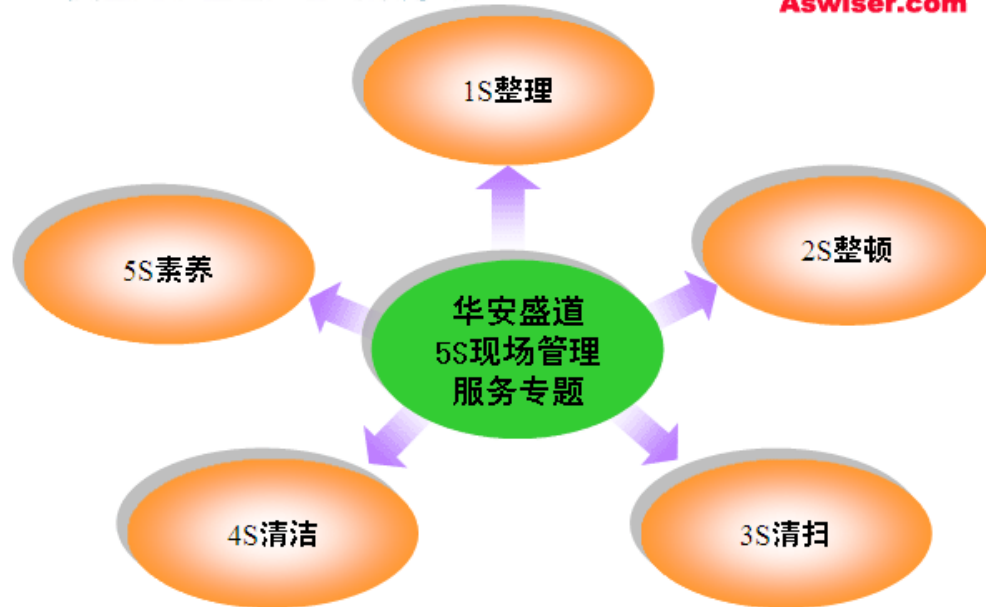 Aswiser.com
1S整理
2S整顿
5S素养
华安盛道
5S现场管理
服务专题
4S清洁
3S清扫